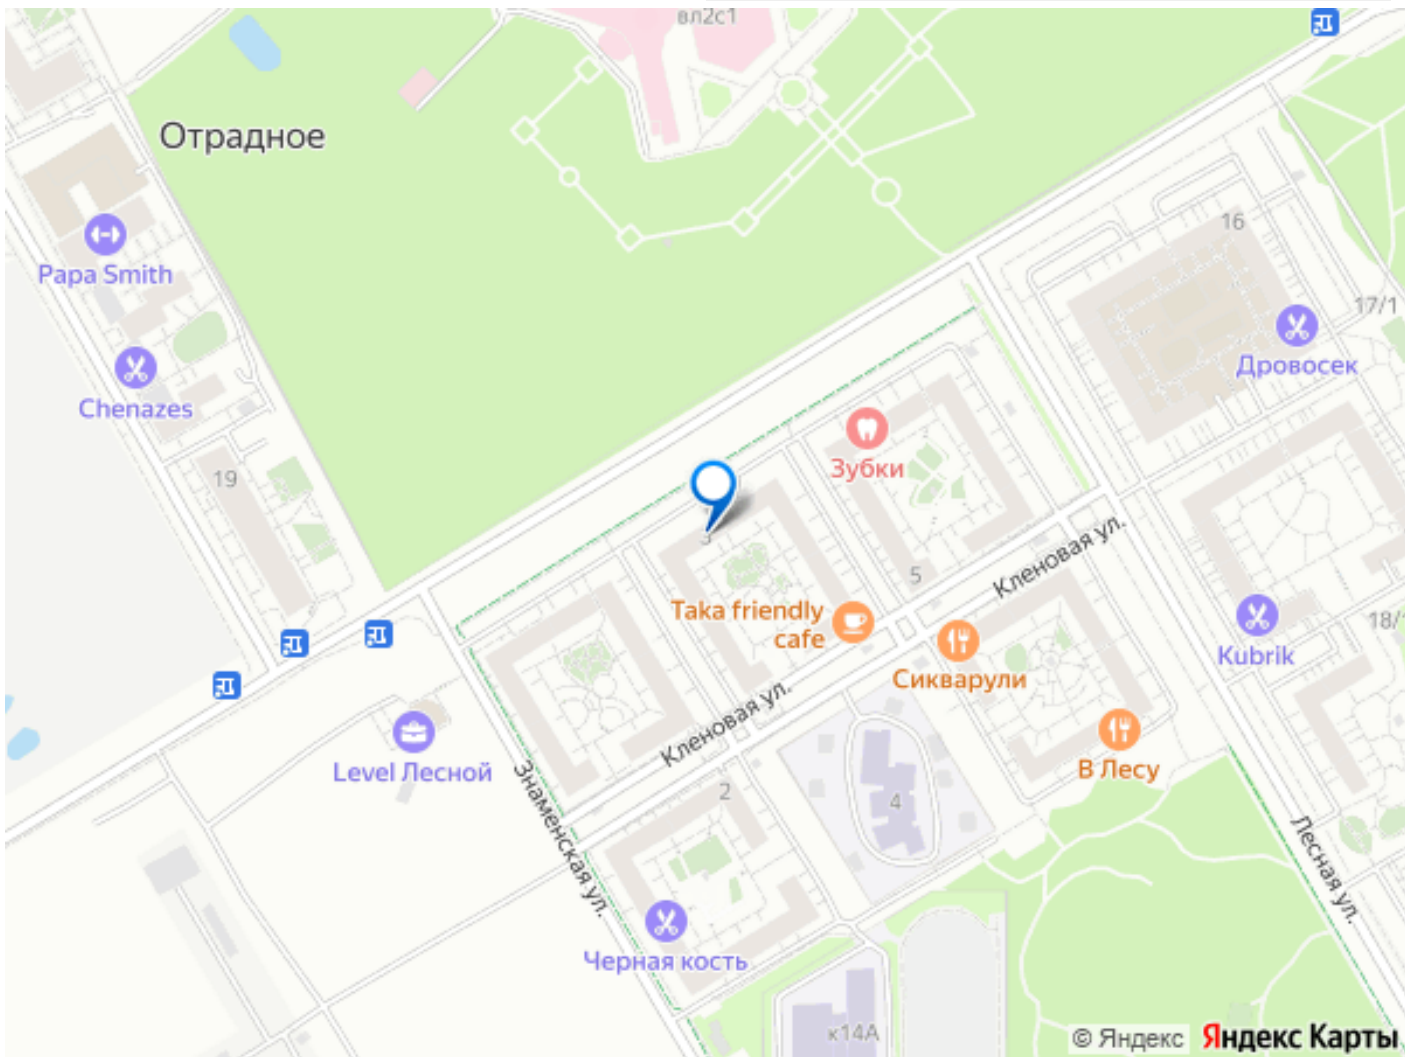 вл2с1
Отрадное
16
Papa Smith
17/1
Дровосек
Chenazes
Зубки
19
3
5
Кленовая ул.
Taka friendly
cafe
Kubrik
Сикварули
Кленовая ул.
Level Лесной
В Лесу
Знаменская ул.
2
4
Лесная ул.
Черная кость
к14А
© Яндекс Яндекс Карты